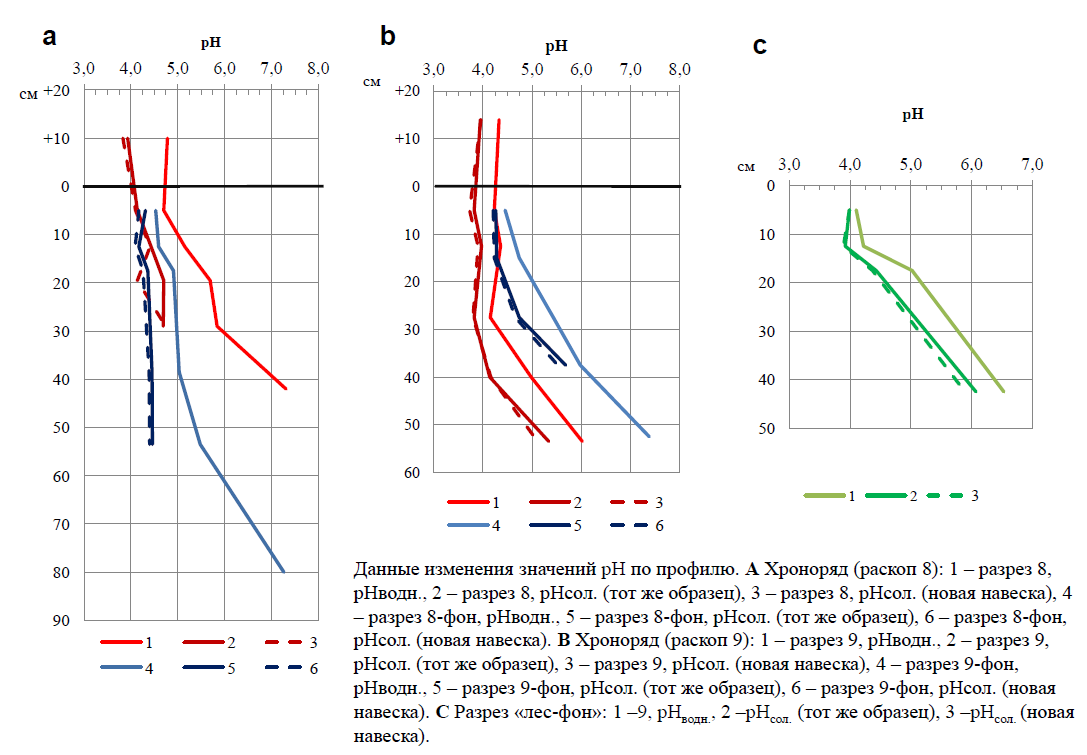 a
pH
3,0 4,0 5,0 6,0 7,0 8,0
см
+20
+10
0
10
20
30
40
50
60
70
80
90
1 2 3
4 5 6
b
pH
3,0 4,0 5,0 6,0 7,0 8,0
см
+20
+10
0
10
20
30
40
50
60
1 2 3
4 5 6
c
pH
3,0 4,0 5,0 6,0 7,0
см
0
10
20
30
40
50
1 2 3
Данные изменения значений pH по профилю. A Хроноряд (раскоп 8): 1 – разрез 8,
pHводн., 2 – разрез 8, pHсол. (тот же образец), 3 – разрез 8, pHсол. (новая навеска), 4
– разрез 8-фон, pHводн., 5 – разрез 8-фон, pHсол. (тот же образец), 6 – разрез 8-фон,
pHсол. (новая навеска). B Хроноряд (раскоп 9): 1 – разрез 9, pHводн., 2 – разрез 9,
pHсол. (тот же образец), 3 – разрез 9, pHсол. (новая навеска), 4 – разрез 9-фон,
pHводн., 5 – разрез 9-фон, pHсол. (тот же образец), 6 – разрез 9-фон, pHсол. (новая
навеска). C Разрез «лес-фон»: 1 –9, pHводн., 2 –pHсол. (тот же образец), 3 –pHсол. (новая
навеска).